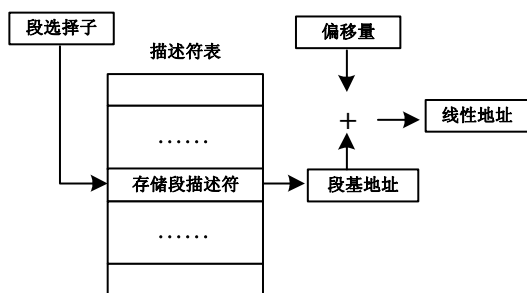 段选择子
偏移量
描述符表
线性地址
+
……
存储段描述符
段基地址
……